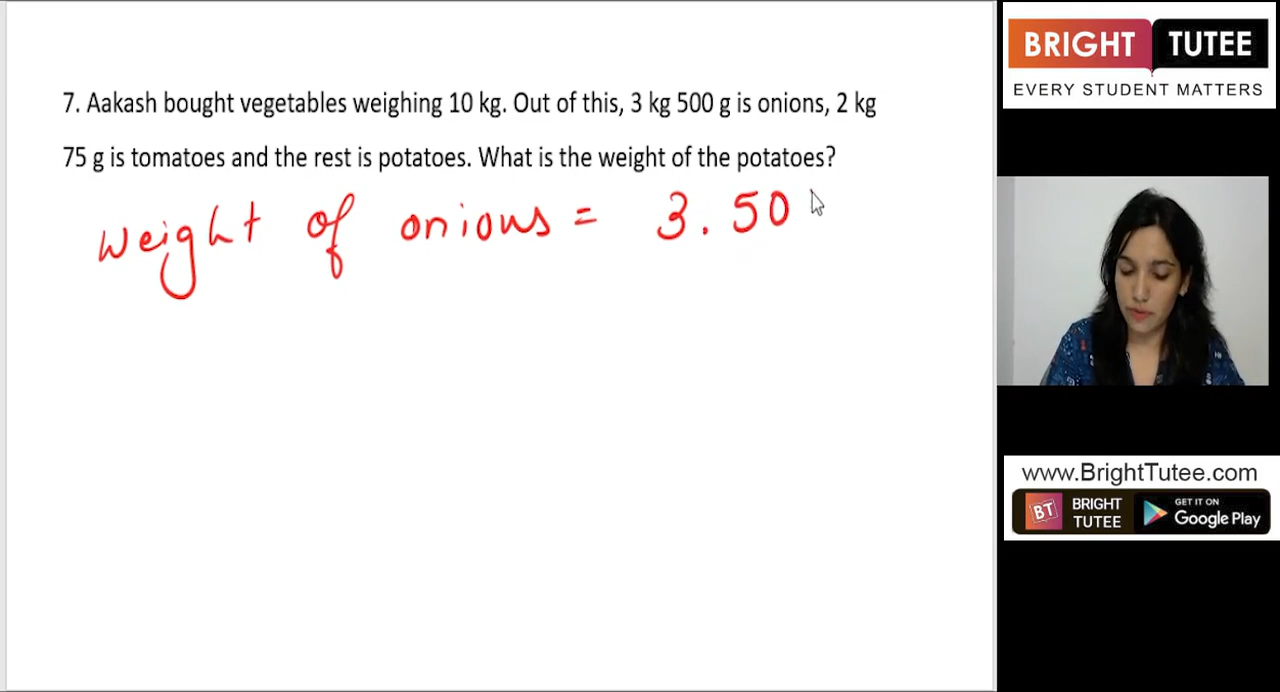 7. Aakash bought vegetables weighing 10 kg. Out of this, 3 kg 500 g is onions, 2 kg
75 g is tomatoes and the rest is potatoes. What is the weight of the potatoes?
weight of onions = 3.50
BRIGHT TUTEE
EVERY STUDENT MATTERS
www.BrightTutee.com
BT
BRIGHT
TUTEE
GET IT ON
Google Play